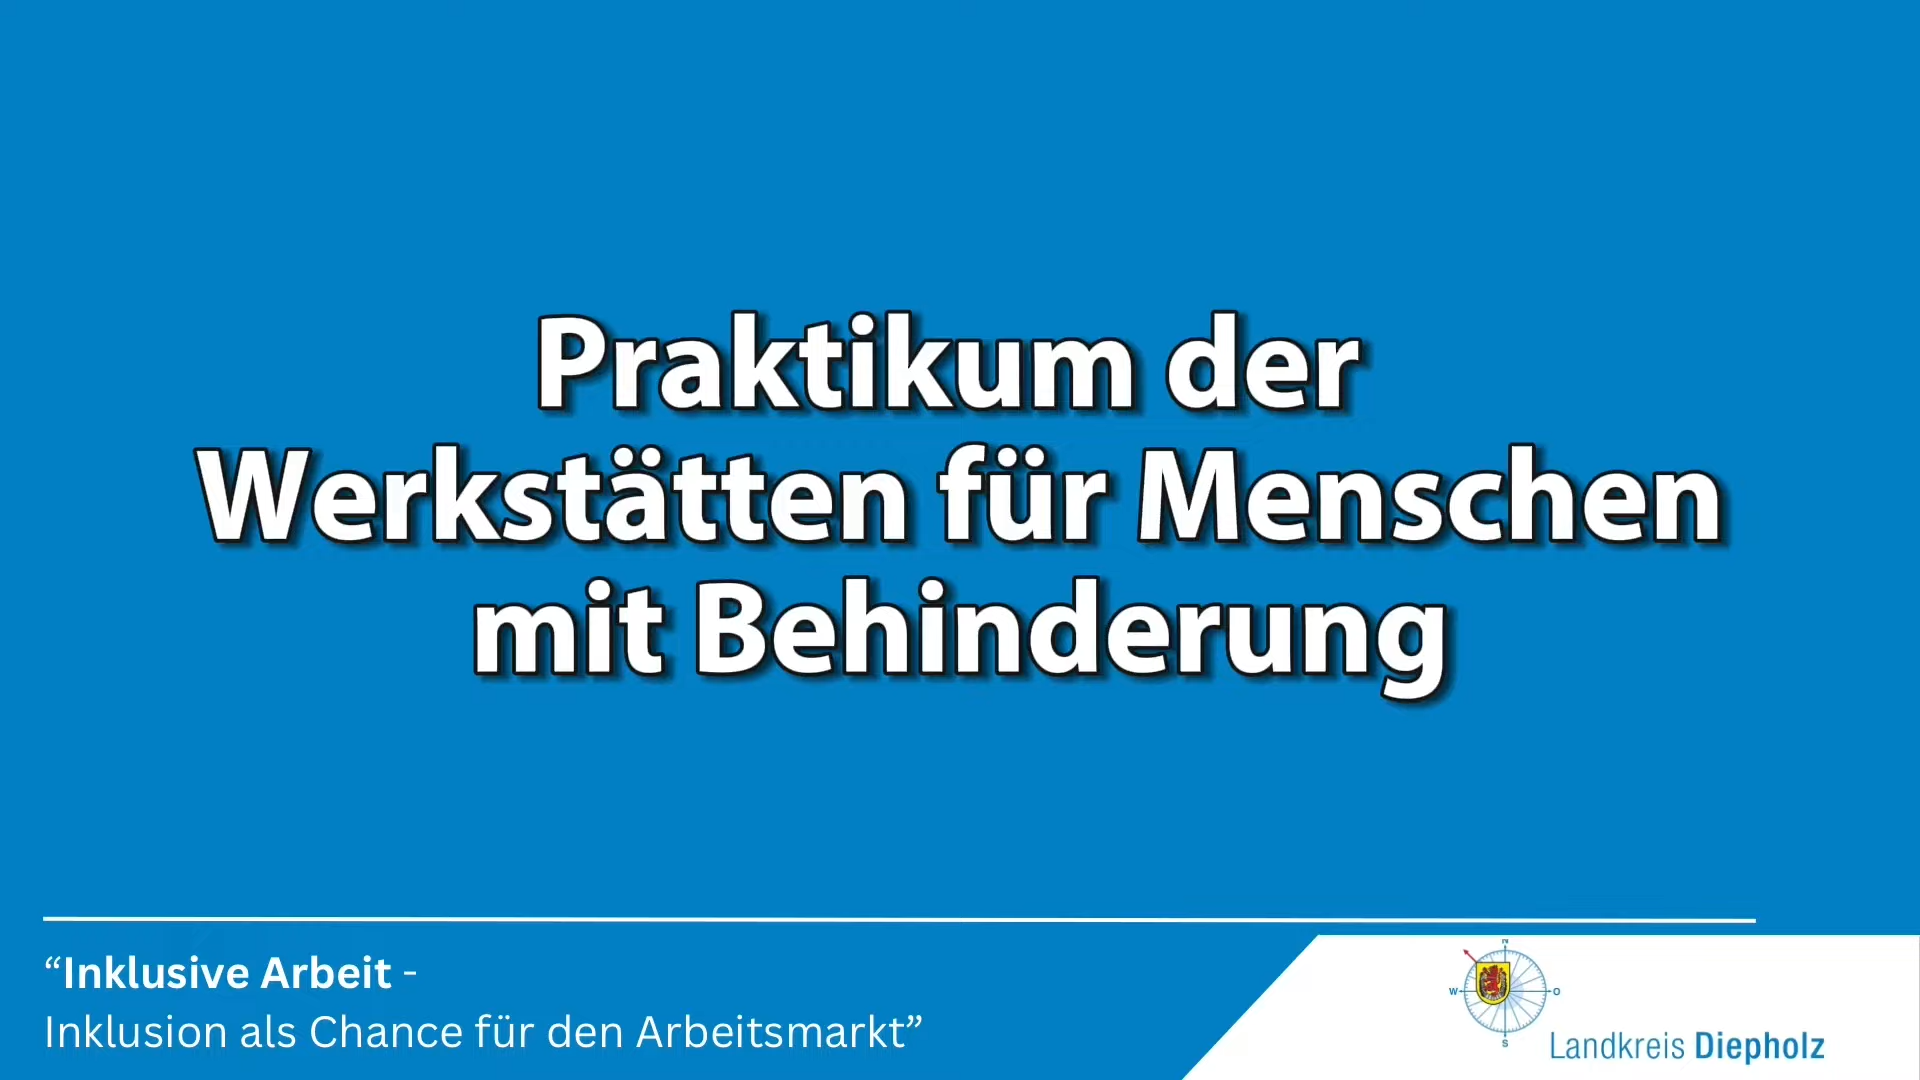 Praktikum der
Werkstätten für Menschen
mit Behinderung
“Inklusive Arbeit -
Inklusion als Chance für den Arbeitsmarkt”
N
W
O
S
Landkreis Diepholz